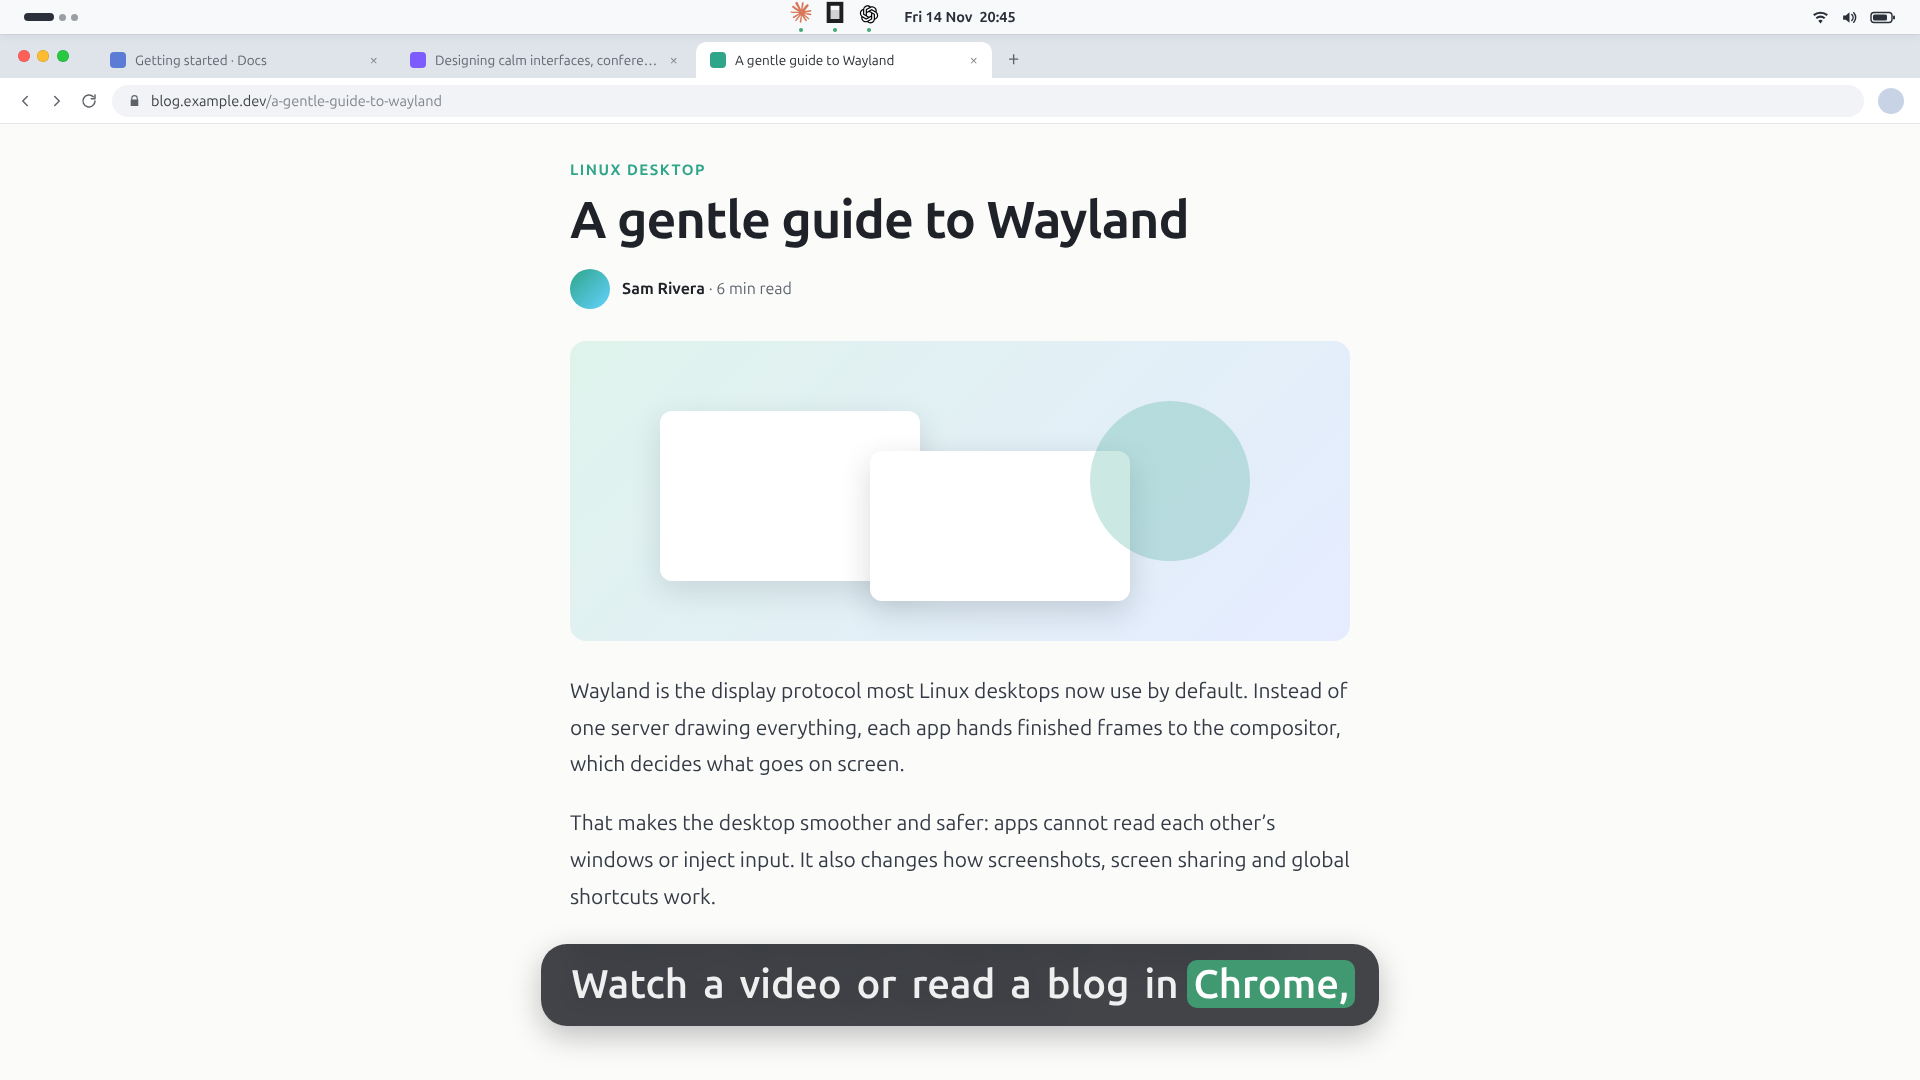 Fri 14 Nov 20:45
Getting started · Docs
Designing calm interfaces, confere...
A gentle guide to Wayland
blog.example.dev/a-gentle-guide-to-wayland
LINUX DESKTOP
A gentle guide to Wayland
Sam Rivera · 6 min read
Wayland is the display protocol most Linux desktops now use by default. Instead of
one server drawing everything, each app hands finished frames to the compositor,
which decides what goes on screen.
That makes the desktop smoother and safer: apps cannot read each other’s
windows or inject input. It also changes how screenshots, screen sharing and global
shortcuts work.
Watch a video or read a blog in Chrome,